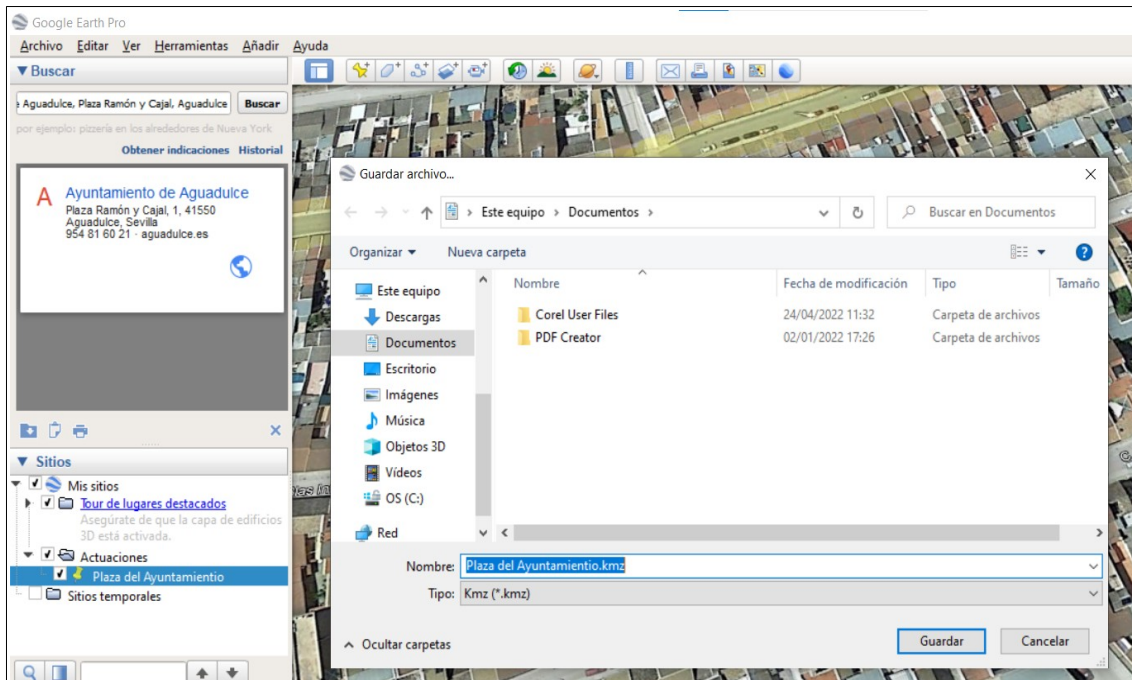 Google Earth Pro
Archivo Editar Ver Herramientas Añadir Ayuda
Buscar
Aguadulce, Plaza Ramón y Cajal, Aguadulce Buscar
por ejemplo: pizzería en los alrededores de Nueva York
Obtener indicaciones Historial
A Ayuntamiento de Aguadulce
Plaza Ramón y Cajal, 1, 41550
Aguadulce, Sevilla
954 81 60 21 · aguadulce.es
Sitios
Mis sitios
Tour de lugares destacados
Asegúrate de que la capa de edificios
3D está activada.
Actuaciones
Plaza del Ayuntamientio
Sitios temporales
Guardar archivo...
Este equipo > Documentos >
Buscar en Documentos
Organizar Nueva carpeta
Nombre Fecha de modificación Tipo Tamaño
Corel User Files 24/04/2022 11:32 Carpeta de archivos
PDF Creator 02/01/2022 17:26 Carpeta de archivos
Este equipo
Descargas
Documentos
Escritorio
Imágenes
Música
Objetos 3D
Vídeos
OS (C:)
Red
Nombre: Plaza del Ayuntamientio.kmz
Tipo: Kmz (*.kmz)
Ocultar carpetas Guardar Cancelar